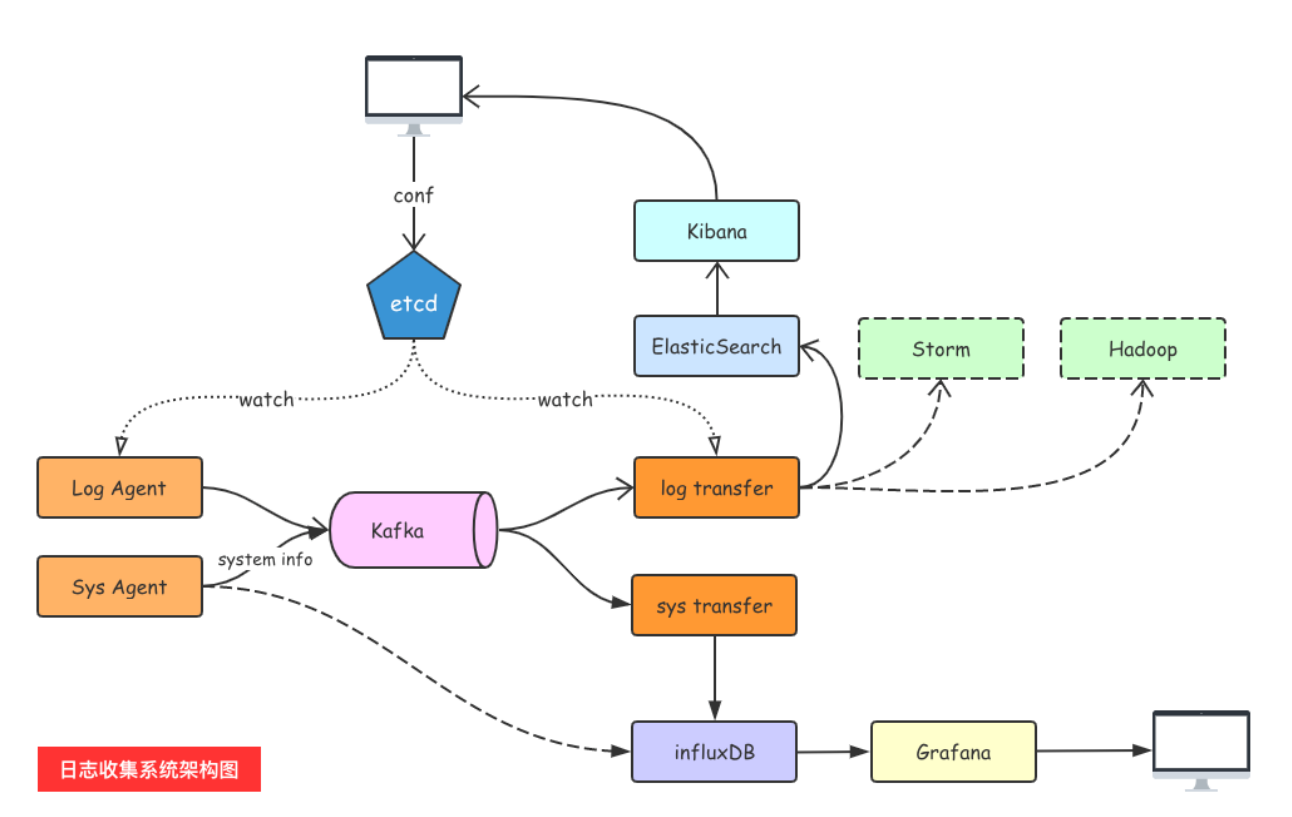 conf
Kibana
etcd
ElasticSearch
Storm
Hadoop
watch
watch
Log Agent
log transfer
Kafka
system info
Sys Agent
sys transfer
influxDB
Grafana
日志收集系统架构图